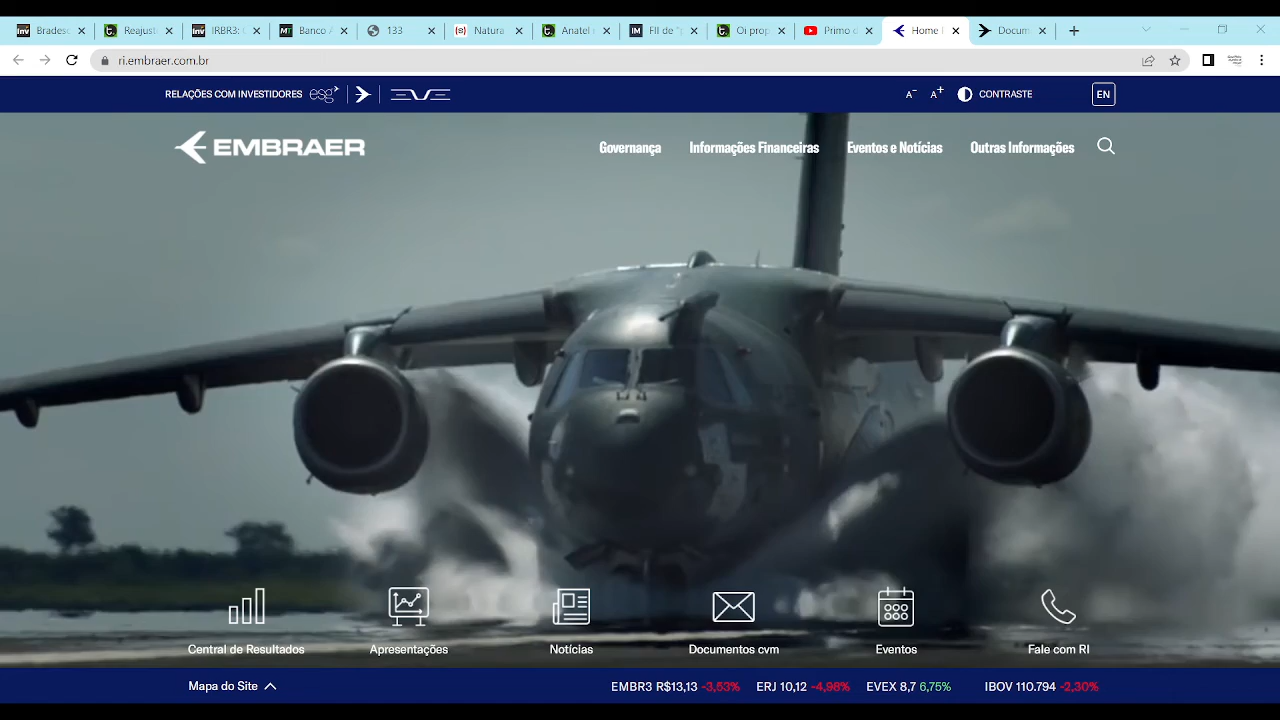 Bradesc
Reajust
IRBR3:
Banco A
133
Natura
Anatel
FII de "p
Oi prop
Primo d
Home
Docum
ri.embraer.com.br
RELAÇÕES COM INVESTIDORES esg
A- A+ CONTRASTE EN
EMBRAER
Governança Informações Financeiras Eventos e Notícias Outras Informações
Central de Resultados Apresentações Notícias Documentos cvm Eventos Fale com RI
Mapa do Site EMBR3 R$13,13 -3,53% ERJ 10,12 -4,98% EVEX 8,7 6,75% IBOV 110.794 -2,30%